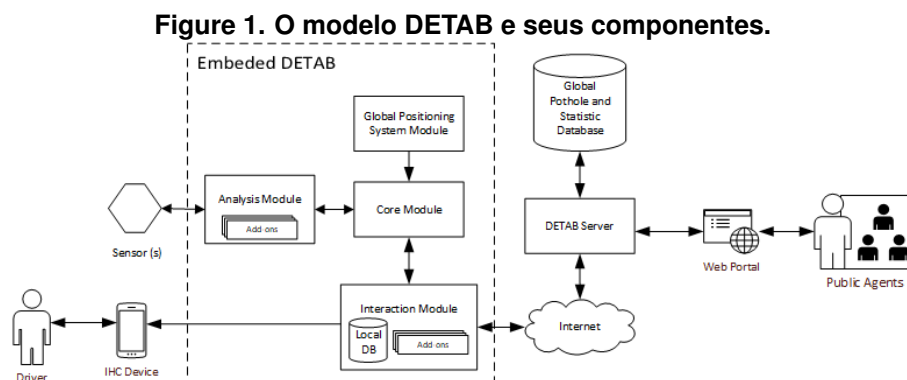 Figure 1. O modelo DETAB e seus componentes.
Embeded DETAB
Global Positioning
System Module
Global
Pothole and
Statistic
Database
Analysis Module
Add-ons
Core Module
DETAB Server
Sensor (s)
Web Portal
Public Agents
Interaction Module
Local
DB
Add-ons
Internet
Driver
IHC Device